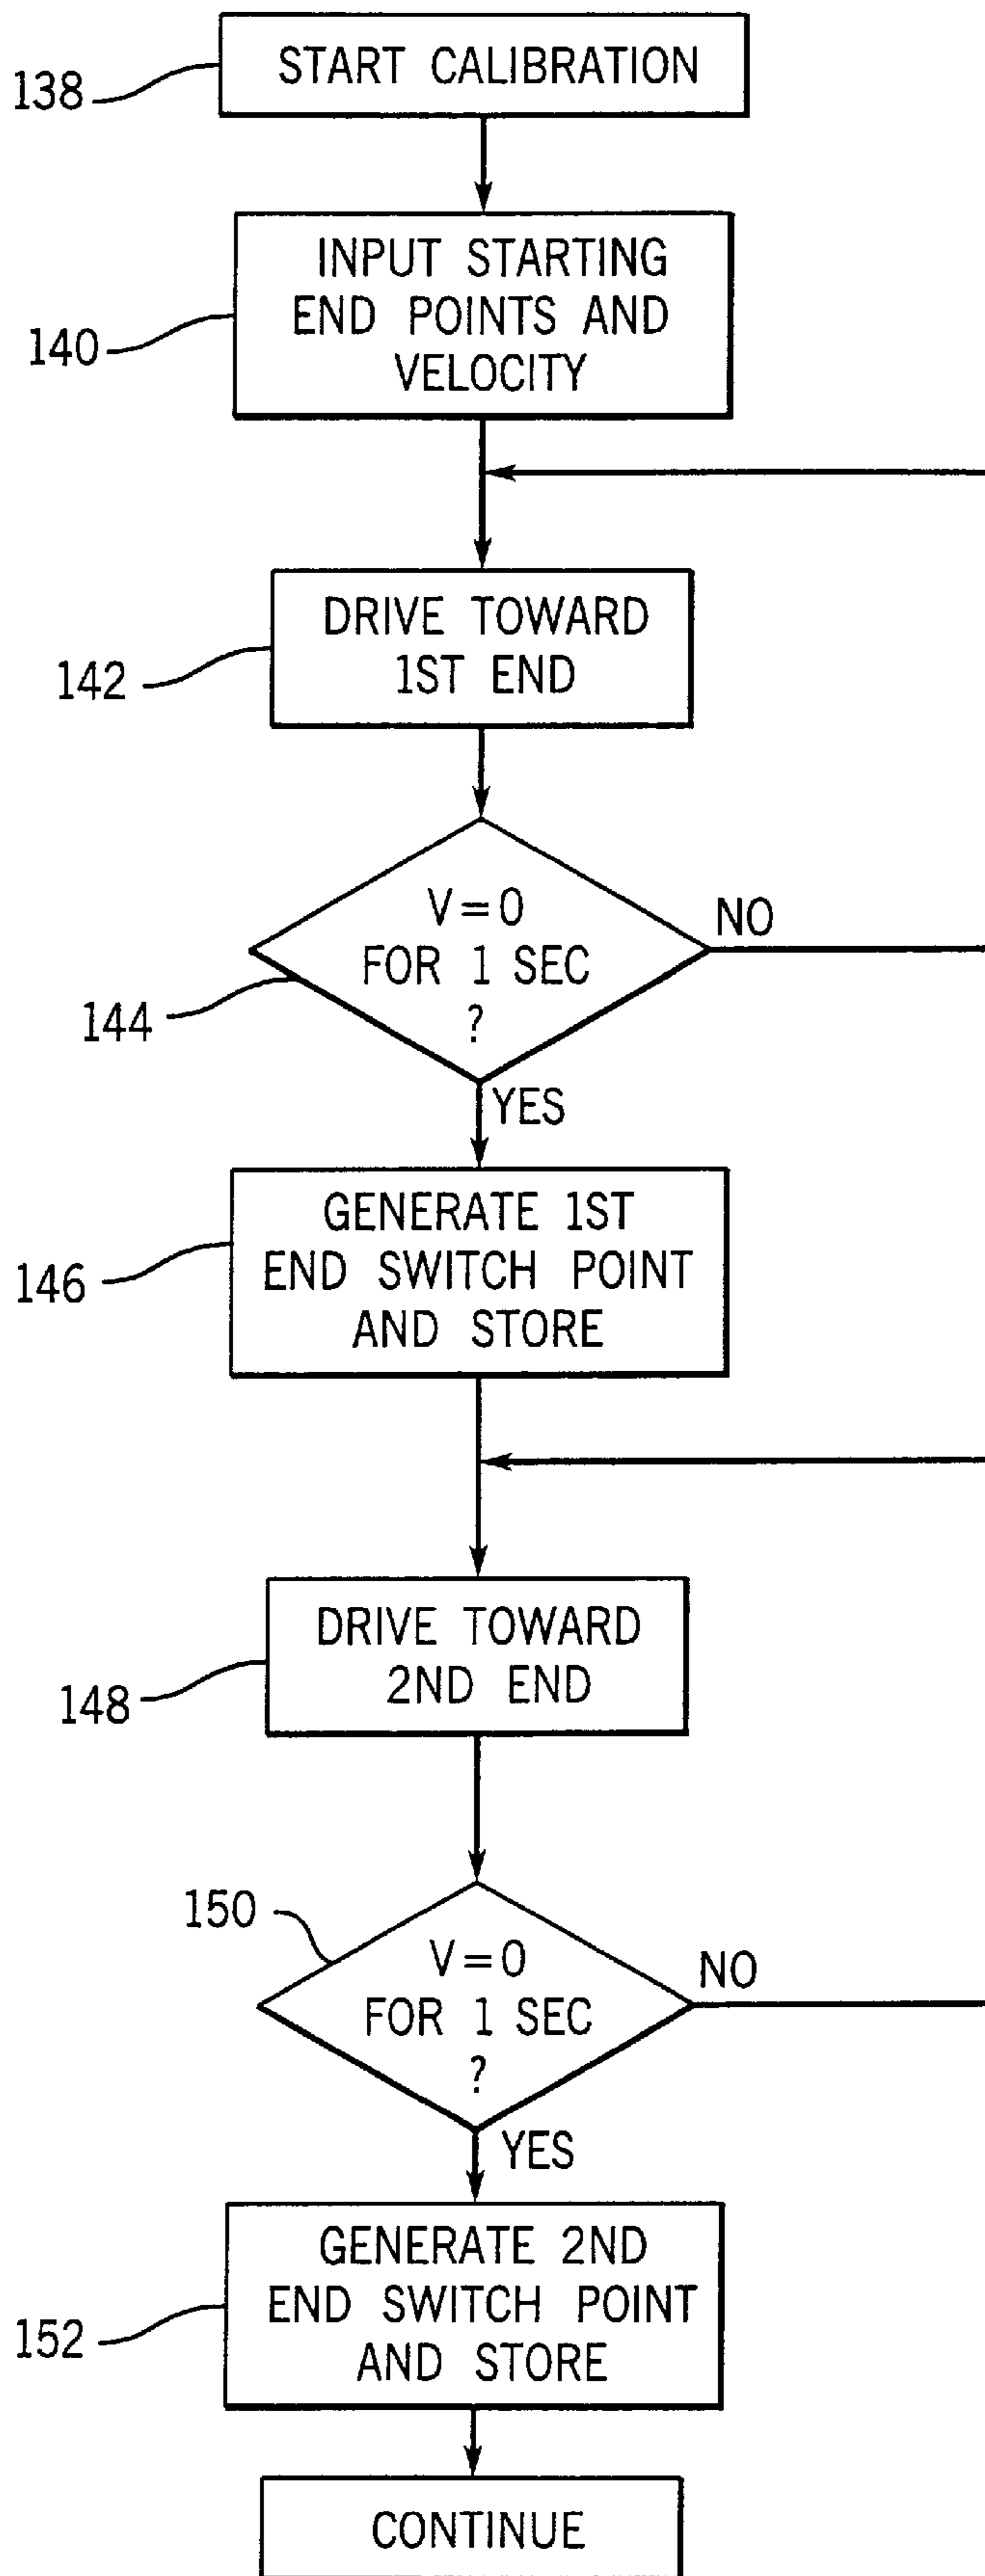 138
START CALIBRATION
140
INPUT STARTING
END POINTS AND
VELOCITY
142
DRIVE TOWARD
1ST END
144
V=0
FOR 1 SEC
?
NO
YES
146
GENERATE 1ST
END SWITCH POINT
AND STORE
148
DRIVE TOWARD
2ND END
150
V=0
FOR 1 SEC
?
NO
YES
152
GENERATE 2ND
END SWITCH POINT
AND STORE
CONTINUE